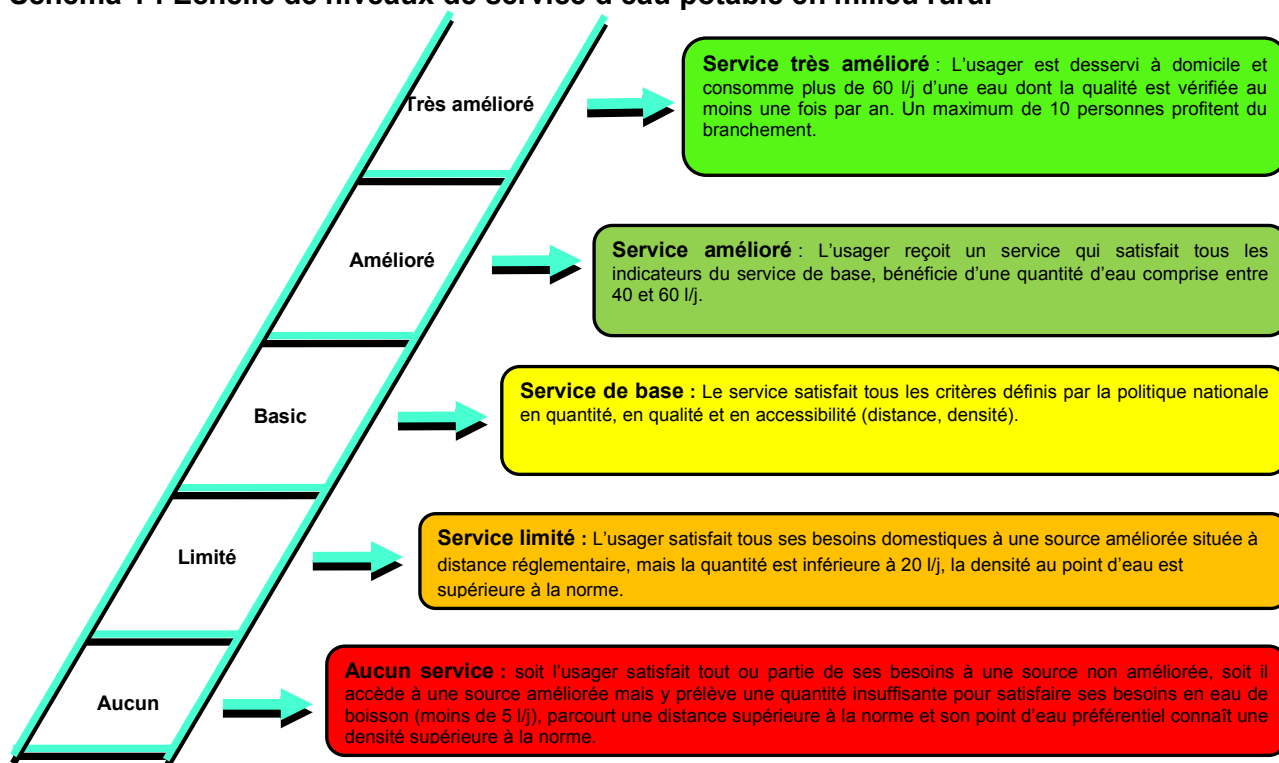 Schéma 1 : Echelle de niveaux de service d'eau potable en milieu rural
Très amélioré
Service très amélioré : L'usager est desservi à domicile et
consomme plus de 60 l/j d'une eau dont la qualité est vérifiée au
moins une fois par an. Un maximum de 10 personnes profitent du
branchement.
Amélioré
Service amélioré : L'usager reçoit un service qui satisfait tous les
indicateurs du service de base, bénéficie d'une quantité d'eau comprise entre
40 et 60 l/j.
Basic
Service de base : Le service satisfait tous les critères définis par la politique nationale
en quantité, en qualité et en accessibilité (distance, densité).
Limité
Service limité : L'usager satisfait tous ses besoins domestiques à une source améliorée située à
distance réglementaire, mais la quantité est inférieure à 20 l/j, la densité au point d'eau est
supérieure à la norme.
Aucun
Aucun service : soit l'usager satisfait tout ou partie de ses besoins à une source non améliorée, soit il
accède à une source améliorée mais y prélève une quantité insuffisante pour satisfaire ses besoins en eau de
boisson (moins de 5 l/j), parcourt une distance supérieure à la norme et son point d'eau préférentiel connaît une
densité supérieure à la norme.